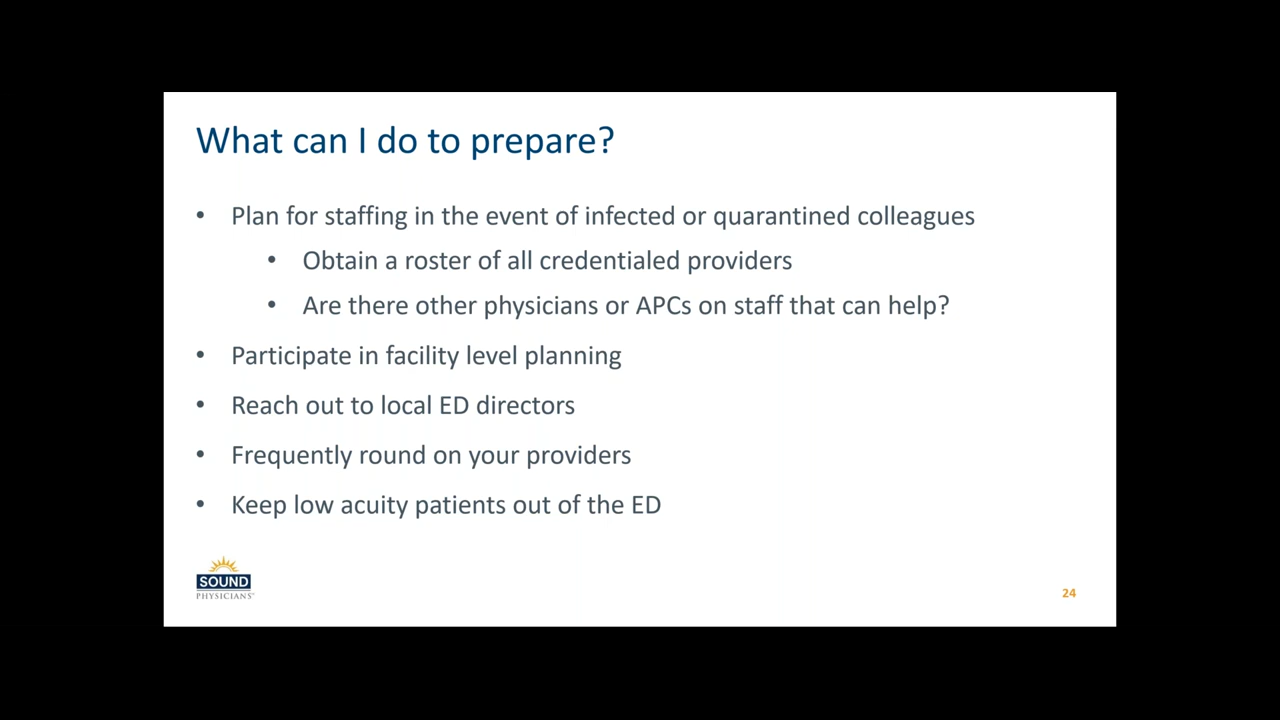 What can I do to prepare?
• Plan for staffing in the event of infected or quarantined colleagues
• Obtain a roster of all credentialed providers
• Are there other physicians or APCs on staff that can help?
• Participate in facility level planning
• Reach out to local ED directors
• Frequently round on your providers
• Keep low acuity patients out of the ED
SOUND
PHYSICIANS
24